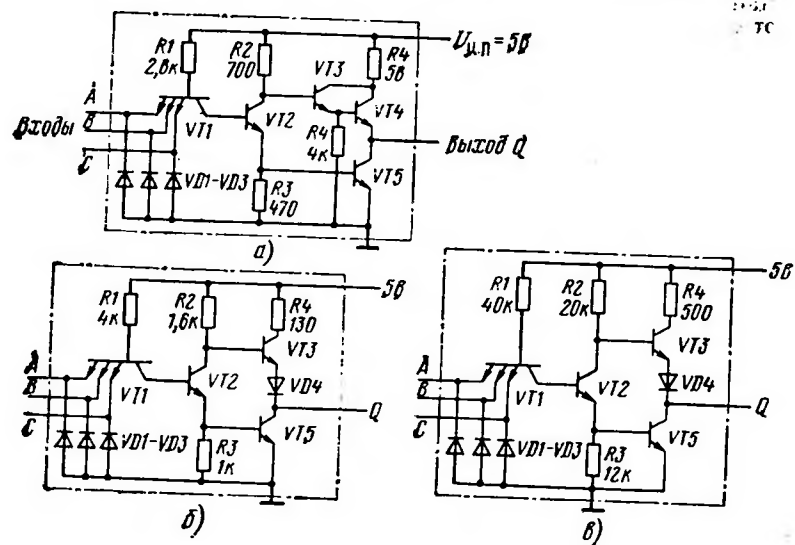 ТС
R1
2,8к
R2
700
R4
58
VT3
VT4
R4
4к
Uи.п = 5В
A
B
C
Входы
VT1
VT2
VT5
VD1-VD3
R3
470
Выход Q
а)
R1
4к
R2
1,6к
R4
130
5В
VT3
VD4
A
B
C
VT1
VT2
VT5
Q
VD1-VD3
R3
1к
б)
R1
40к
R2
20к
R4
500
5В
VT3
VD4
A
B
C
VT1
VT2
VT5
Q
VD1-VD3
R3
12к
в)